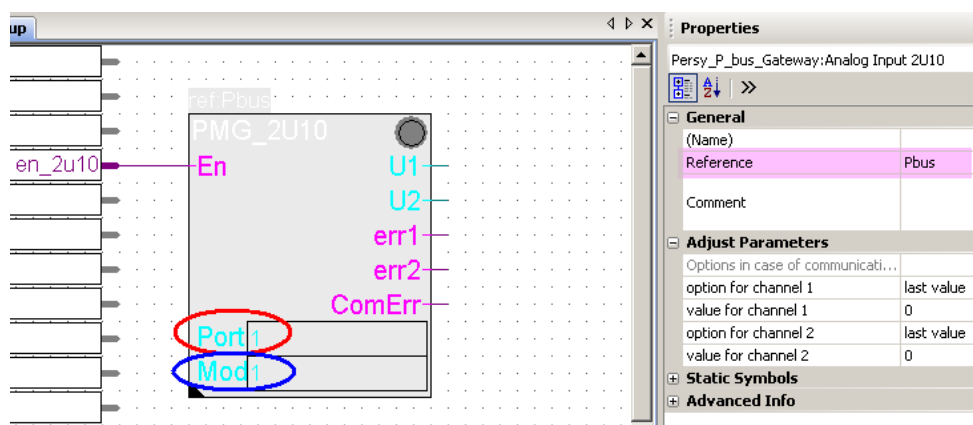 up
ref:Pbus
PMG_2U10
en_2u10
En
U1
U2
err1
err2
ComErr
Port 1
Mod 1
Properties
Persy_P_bus_Gateway:Analog Input 2U10
General
(Name)
Reference Pbus
Comment
Adjust Parameters
Options in case of communicati...
option for channel 1 last value
value for channel 1 0
option for channel 2 last value
value for channel 2 0
Static Symbols
Advanced Info